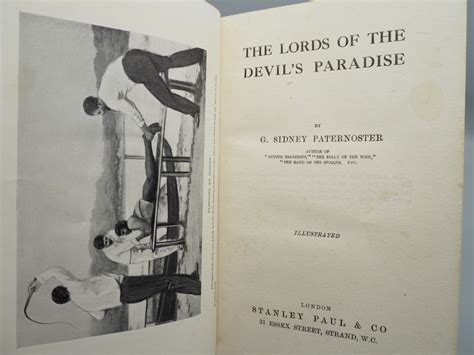 THE LORDS OF THE
DEVIL'S PARADISE
BY
G. SIDNEY PATERNOSTER
AUTHOR OF
"THE FOLLY OF THE WISE,"
"THE HAND OF THE SPOILER," ETC.
ILLUSTRATED
LONDON
STANLEY PAUL & CO
31 ESSEX STREET, STRAND, W.C.